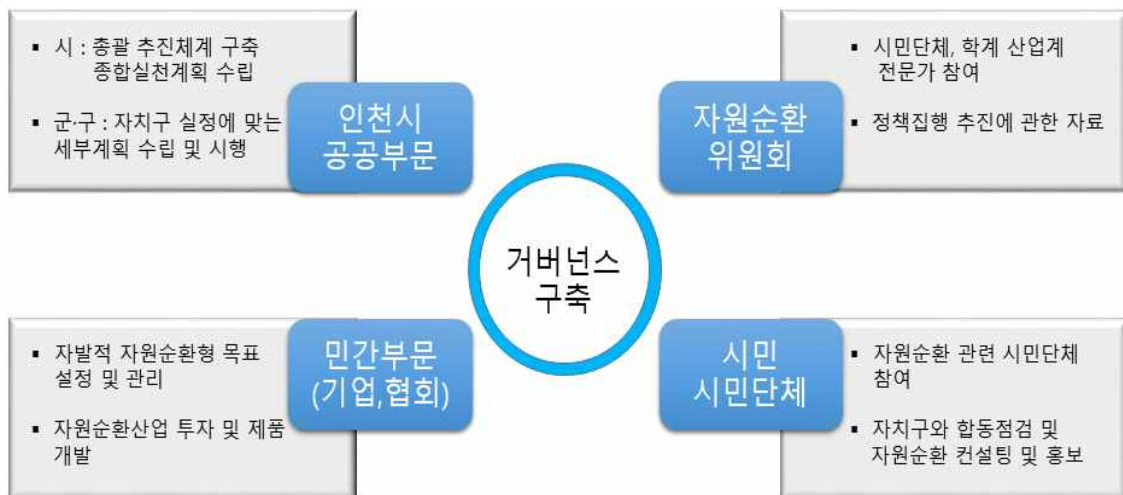 ▪ 시 : 총괄 추진체계 구축
종합실천계획 수립
▪ 군·구 : 자치구 실정에 맞는
세부계획 수립 및 시행
인천시
공공부문
자원순환
위원회
▪ 시민단체, 학계 산업계
전문가 참여
▪ 정책집행 추진에 관한 자료
거버넌스
구축
▪ 자발적 자원순환형 목표
설정 및 관리
▪ 자원순환산업 투자 및 제품
개발
민간부문
(기업,협회)
시민
시민단체
▪ 자원순환 관련 시민단체
참여
▪ 자치구와 합동점검 및
자원순환 컨설팅 및 홍보